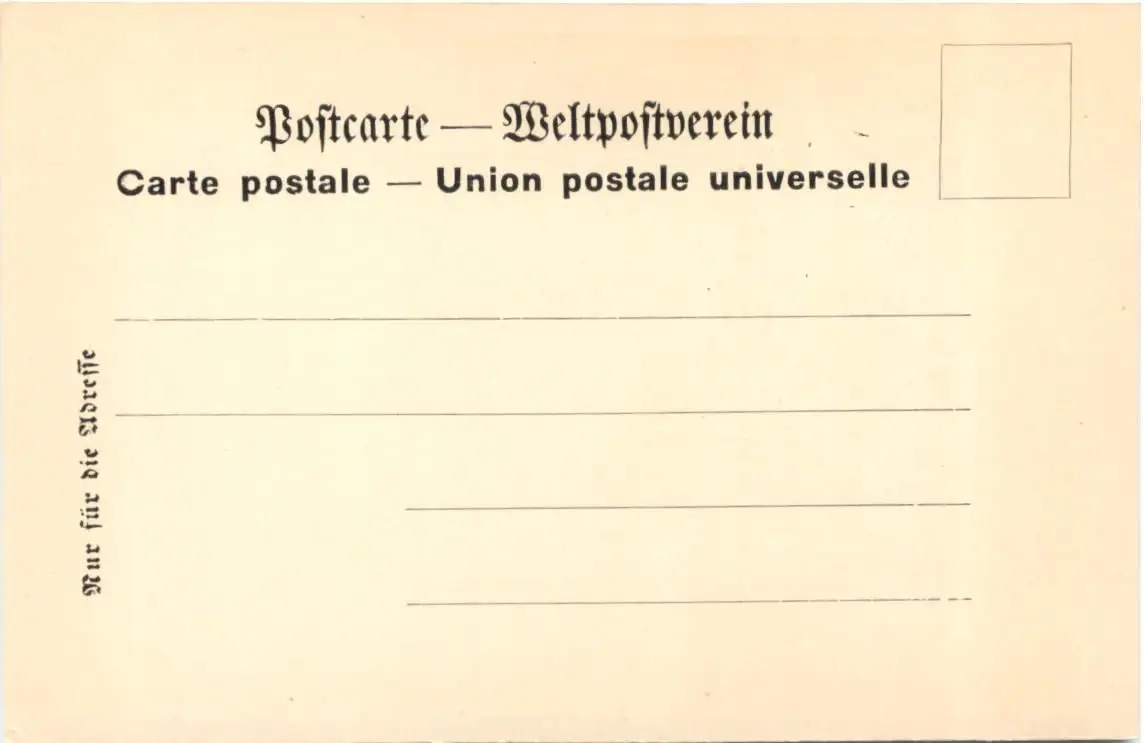 Postcarte — Weltpostverein
Carte postale — Union postale universelle
Nur für die Adresse